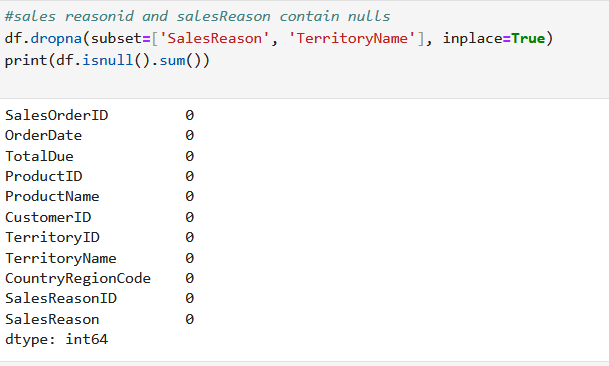 #sales reasonid and salesReason contain nulls
df.dropna(subset=['SalesReason', 'TerritoryName'], inplace=True)
print(df.isnull().sum())
SalesOrderID 0
OrderDate 0
TotalDue 0
ProductID 0
ProductName 0
CustomerID 0
TerritoryID 0
TerritoryName 0
CountryRegionCode 0
SalesReasonID 0
SalesReason 0
dtype: int64